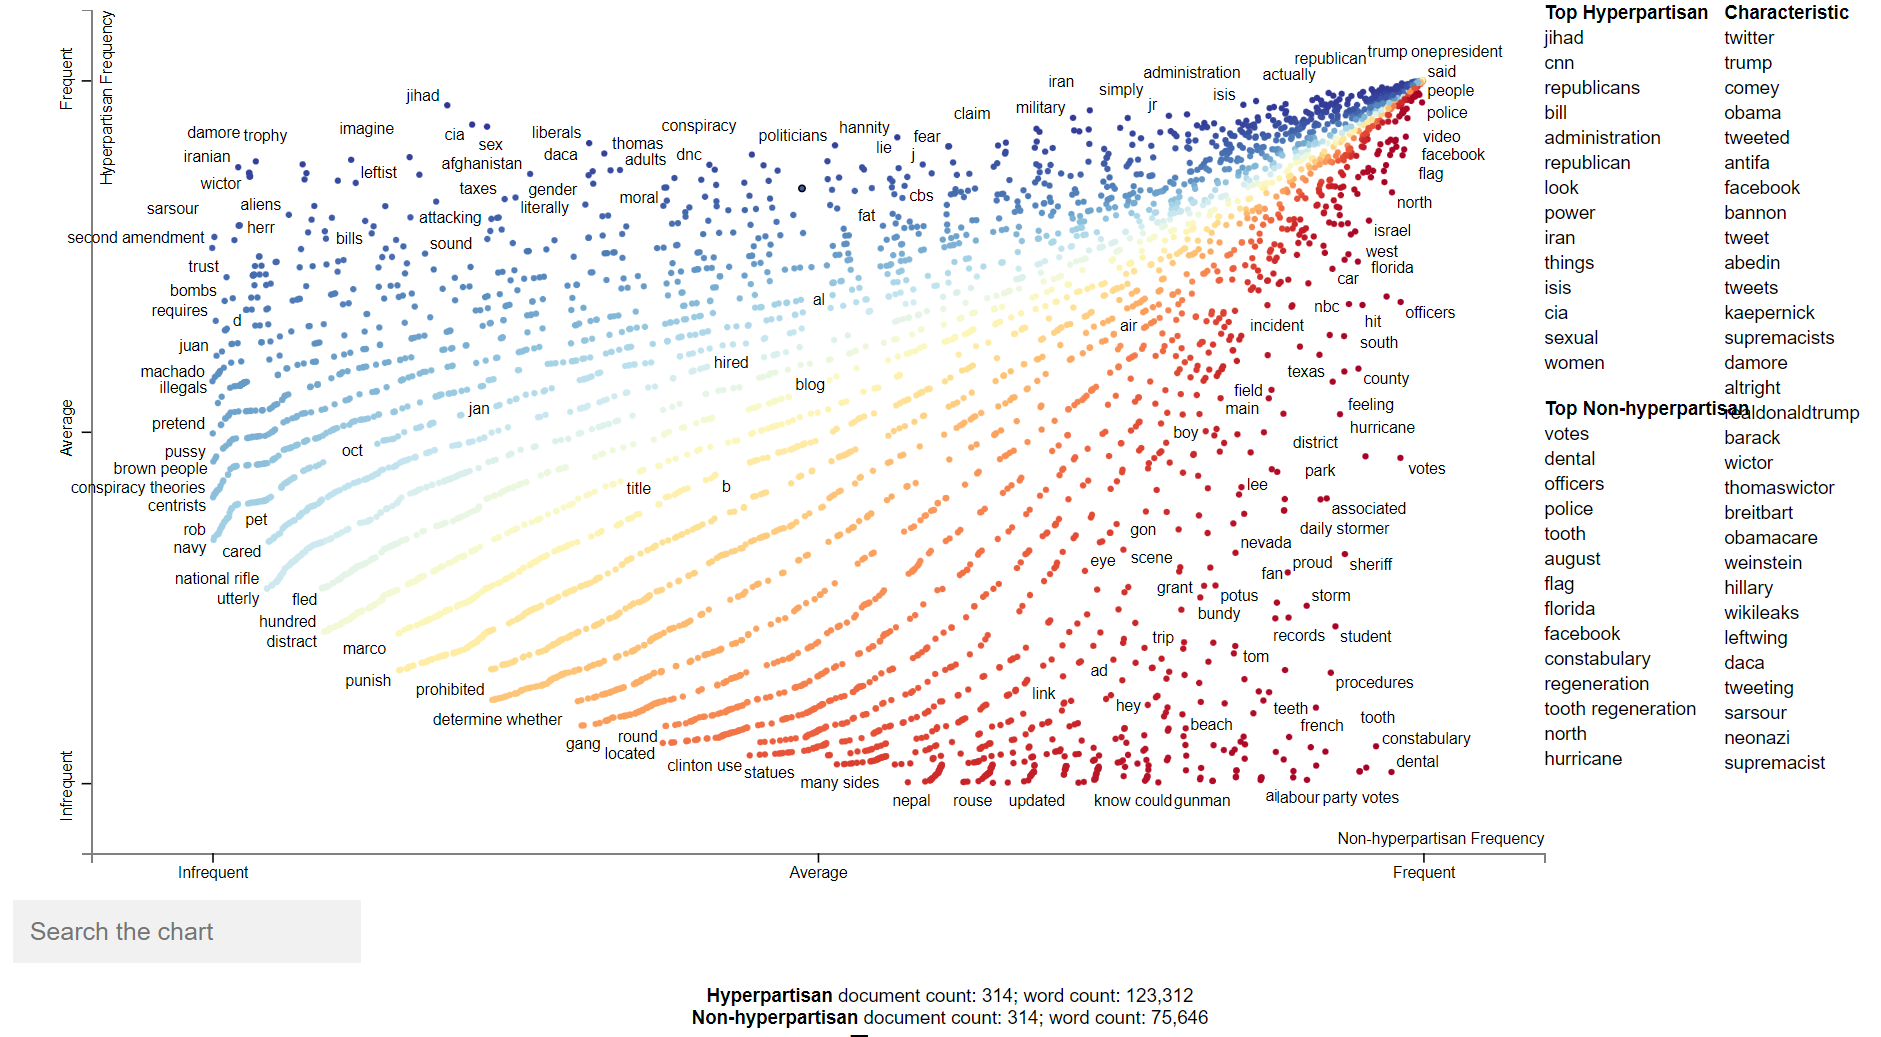 Top Hyperpartisan
jihad
cnn
republicans
bill
administration
republican
look
power
iran
things
isis
cia
sexual
women
Top Non-hyperpartisan
votes
dental
officers
police
tooth
august
flag
florida
facebook
constabulary
regeneration
tooth regeneration
north
hurricane
Characteristic
twitter
trump
comey
obama
tweeted
antifa
facebook
bannon
tweet
abedin
tweets
kaepernick
supremacists
damore
altright
realdonaldtrump
barack
wictor
thomaswictor
breitbart
obamacare
weinstein
hillary
wikileaks
leftwing
daca
tweeting
sarsour
neonazi
supremacist
Hyperpartisan Frequency
Frequent
Average
Infrequent
republican
trump
one
president
said
people
police
video
facebook
flag
north
israel
west
florida
car
iran
administration
actually
simply
isis
jr
military
claim
jihad
damore
trophy
imagine
cia
sex
liberals
thomas
conspiracy
politicians
hannity
fear
lie
j
iranian
leftist
afghanistan
daca
adults
dnc
wictor
taxes
gender
moral
cbs
sarsour
aliens
herr
attacking
literally
fat
second amendment
bills
sound
trust
bombs
requires
d
al
juan
machado
illegals
hired
blog
air
nbc
officers
incident
hit
south
texas
county
field
main
feeling
hurricane
pretend
jan
oct
boy
district
pussy
brown people
conspiracy theories
centrists
title
b
park
votes
lee
associated
daily stormer
rob
navy
pet
cared
gon
nevada
eye
scene
proud
sheriff
fan
national rifle
utterly
fled
grant
potus
storm
bundy
hundred
distract
trip
records
student
marco
tom
punish
prohibited
ad
procedures
link
hey
teeth
french
tooth
beach
constabulary
determine whether
gang
round
located
clinton use
statues
many sides
dental
nepal
rouse
updated
know could
gunman
labour party
votes
Non-hyperpartisan Frequency
Infrequent
Average
Frequent
Search the chart
Hyperpartisan document count: 314; word count: 123,312
Non-hyperpartisan document count: 314; word count: 75,646